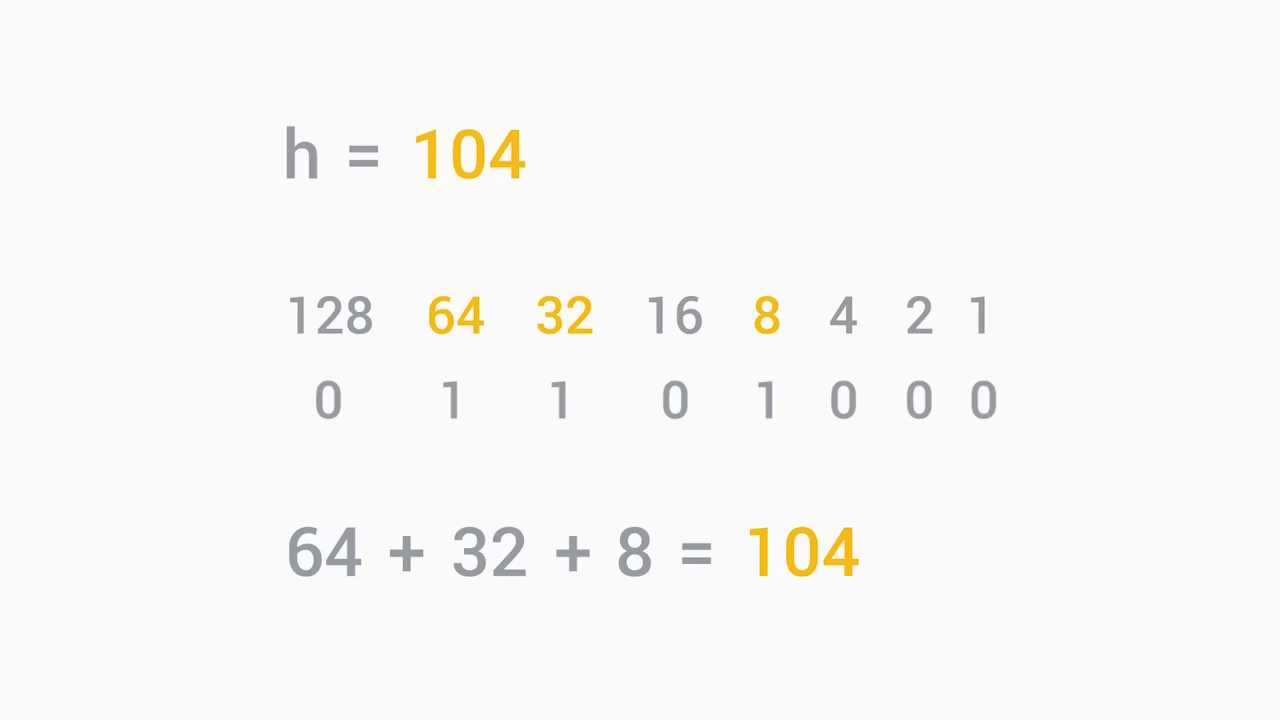 h = 104
128 64 32 16 8 4 2 1
0 1 1 0 1 0 0 0
64 + 32 + 8 = 104